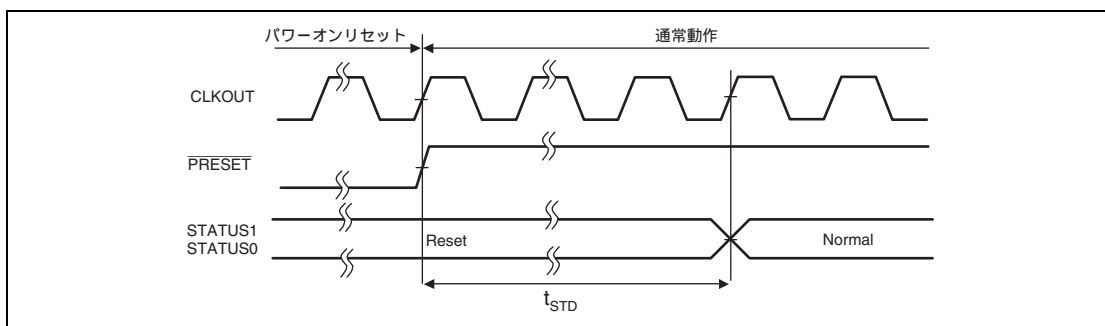 パワーオンリセット
通常動作
CLKOUT
PRESET
STATUS1
STATUS0
Reset
Normal
tSTD